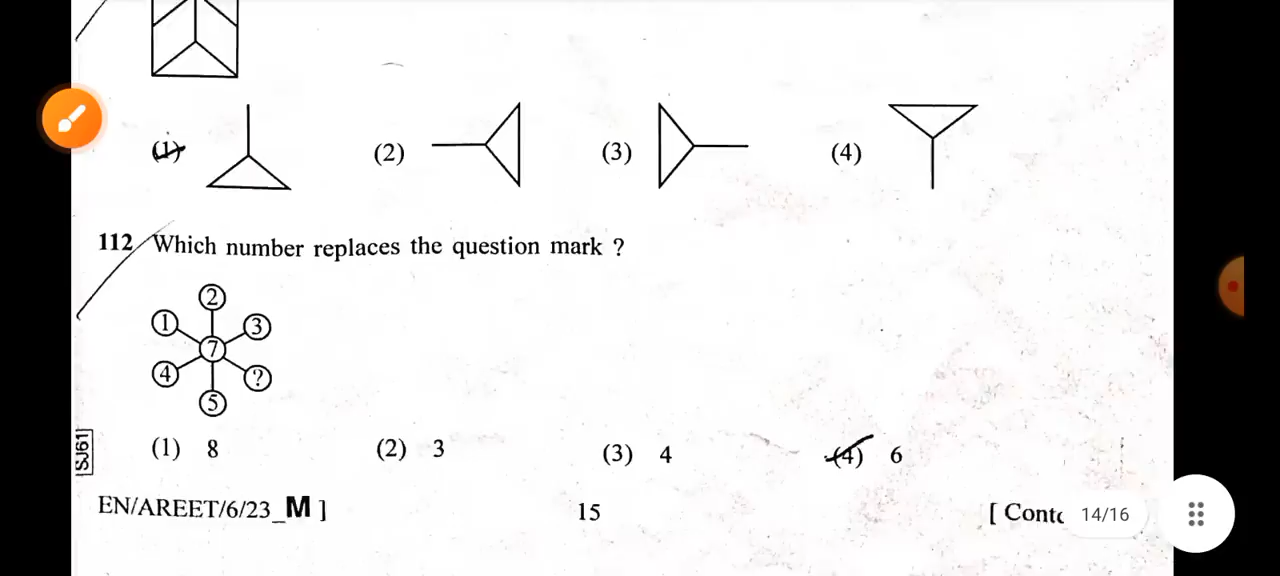 (1) (2) (3) (4)
112 Which number replaces the question mark ?
2
1 3
7
4 ?
5
(1) 8 (2) 3 (3) 4 (4) 6
SJ61
EN/AREET/6/23_M ] 15 [ Contd 14/16